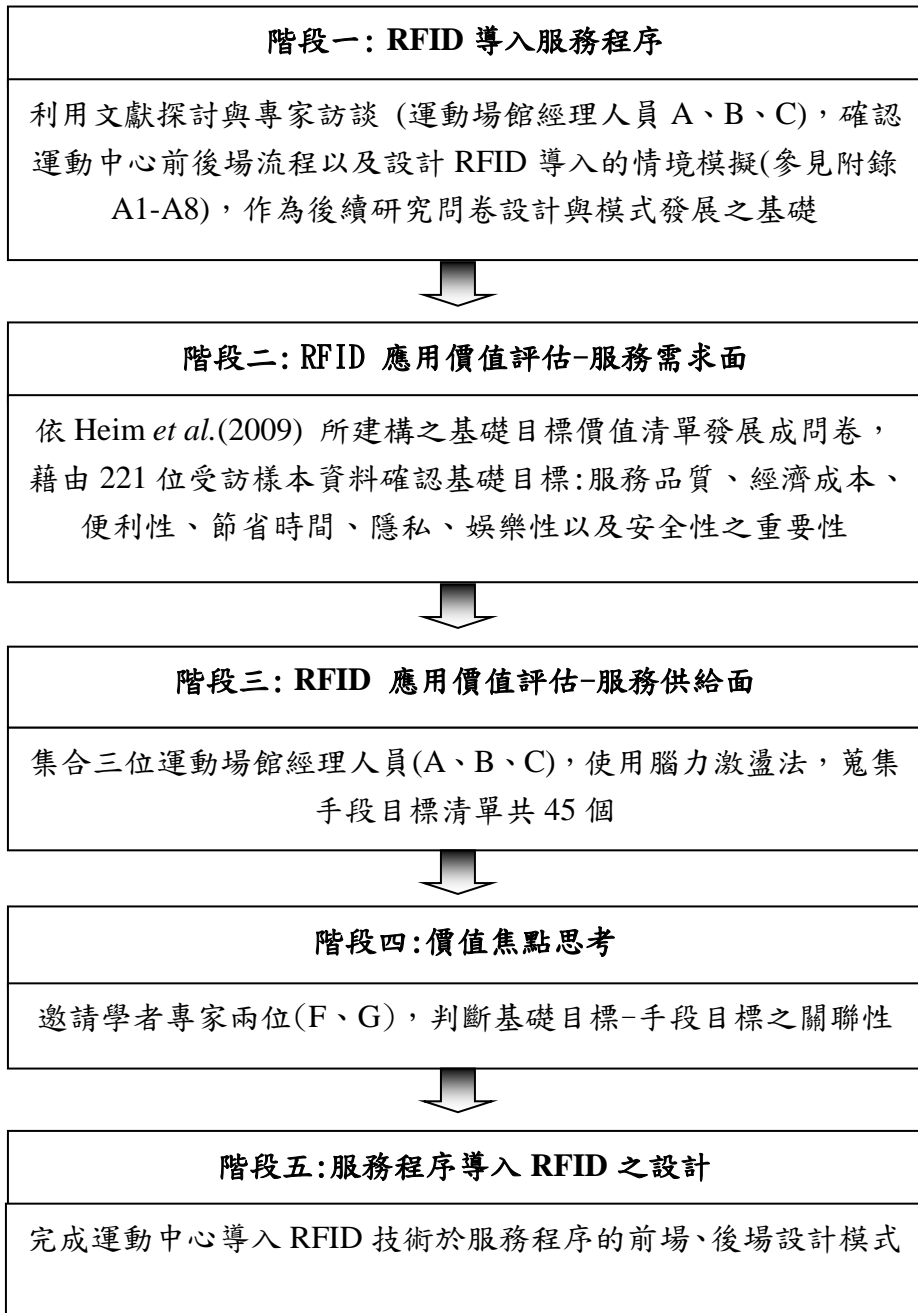 階段一: RFID 導入服務程序
利用文獻探討與專家訪談 (運動場館經理人員 A、B、C)，確認
運動中心前後場流程以及設計 RFID 導入的情境模擬(參見附錄
A1-A8)，作為後續研究問卷設計與模式發展之基礎
階段二: RFID 應用價值評估-服務需求面
依 Heim et al.(2009) 所建構之基礎目標價值清單發展成問卷，
藉由 221 位受訪樣本資料確認基礎目標:服務品質、經濟成本、
便利性、節省時間、隱私、娛樂性以及安全性之重要性
階段三: RFID 應用價值評估-服務供給面
集合三位運動場館經理人員(A、B、C)，使用腦力激盪法，蒐集
手段目標清單共 45 個
階段四:價值焦點思考
邀請學者專家兩位(F、G)，判斷基礎目標-手段目標之關聯性
階段五:服務程序導入 RFID 之設計
完成運動中心導入 RFID 技術於服務程序的前場、後場設計模式